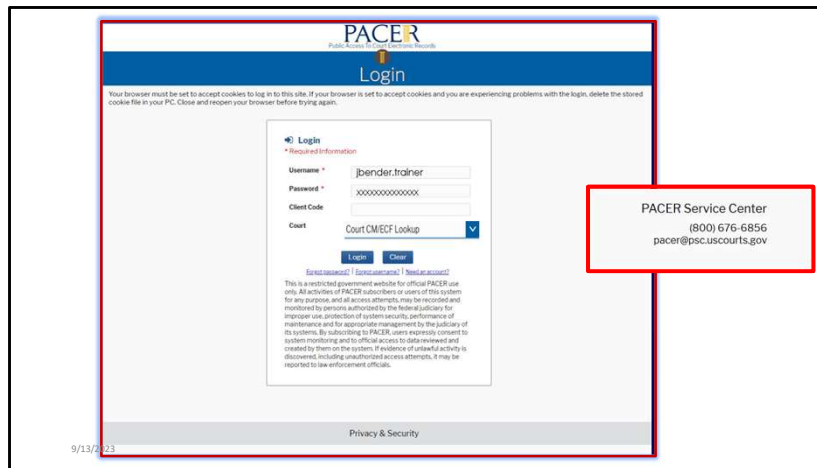 PACER
Public Access To Court Electronic Records
Login
Your browser must be set to accept cookies to log in to this site. If your browser is set to accept cookies and you are experiencing problems with the login, delete the stored
cookie file in your PC. Close and reopen your browser before trying again.
Login
* Required Information
Username * jbender.trainer
Password * xxxxxxxxxxxxxx
Client Code
Court Court CM/ECF Lookup
Login Clear
Forgot password? | Forgot username? | Need an account?
This is a restricted government website for official PACER use
only. All activities of PACER subscribers or users of this system
for any purpose, and all access attempts, may be recorded and
monitored by persons authorized by the federal judiciary for
improper use, protection of system security, performance of
maintenance and for appropriate management by the judiciary of
its systems. By subscribing to PACER, users expressly consent to
system monitoring and to official access to data reviewed and
created by them on the system. If evidence of unlawful activity is
discovered, including unauthorized access attempts, it may be
reported to law enforcement officials.
PACER Service Center
(800) 676-6856
pacer@psc.uscourts.gov
Privacy & Security
9/13/2023